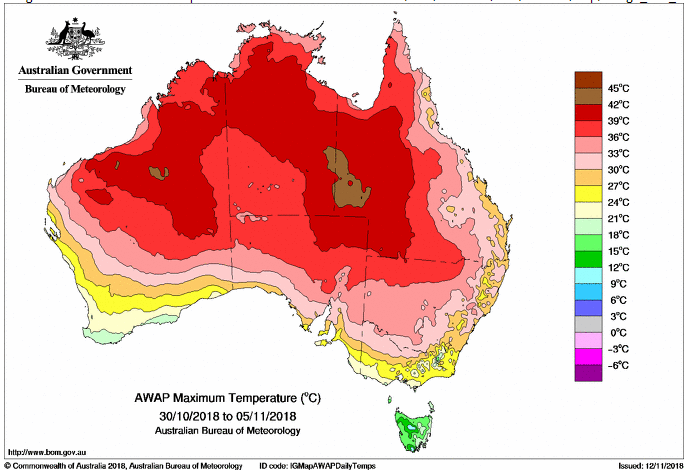 Australian Government
Bureau of Meteorology
45°C
42°C
39°C
36°C
33°C
30°C
27°C
24°C
21°C
18°C
15°C
12°C
9°C
6°C
3°C
0°C
-3°C
-6°C
AWAP Maximum Temperature (°C)
30/10/2018 to 05/11/2018
Australian Bureau of Meteorology
http://www.bom.gov.au
© Commonwealth of Australia 2018, Australian Bureau of Meteorology ID code: IGMapAWAPDailyTemps Issued: 12/11/2018